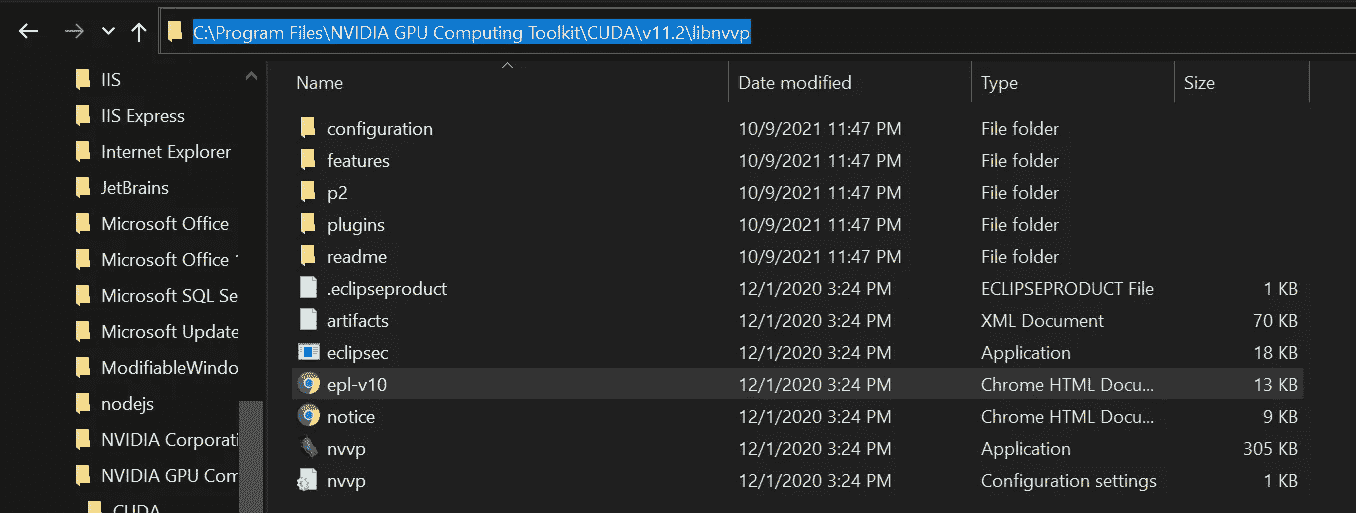 C:\Program Files\NVIDIA GPU Computing Toolkit\CUDA\v11.2\libnvvp
IIS
IIS Express
Internet Explorer
JetBrains
Microsoft Office
Microsoft Office
Microsoft SQL Se
Microsoft Update
ModifiableWindo
nodejs
NVIDIA Corporati
NVIDIA GPU Com
CUDA
Name Date modified Type Size
configuration 10/9/2021 11:47 PM File folder
features 10/9/2021 11:47 PM File folder
p2 10/9/2021 11:47 PM File folder
plugins 10/9/2021 11:47 PM File folder
readme 10/9/2021 11:47 PM File folder
.eclipseproduct 12/1/2020 3:24 PM ECLIPSEPRODUCT File 1 KB
artifacts 12/1/2020 3:24 PM XML Document 70 KB
eclipsec 12/1/2020 3:24 PM Application 18 KB
epl-v10 12/1/2020 3:24 PM Chrome HTML Docu... 13 KB
notice 12/1/2020 3:24 PM Chrome HTML Docu... 9 KB
nvvp 12/1/2020 3:24 PM Application 305 KB
nvvp 12/1/2020 3:24 PM Configuration settings 1 KB